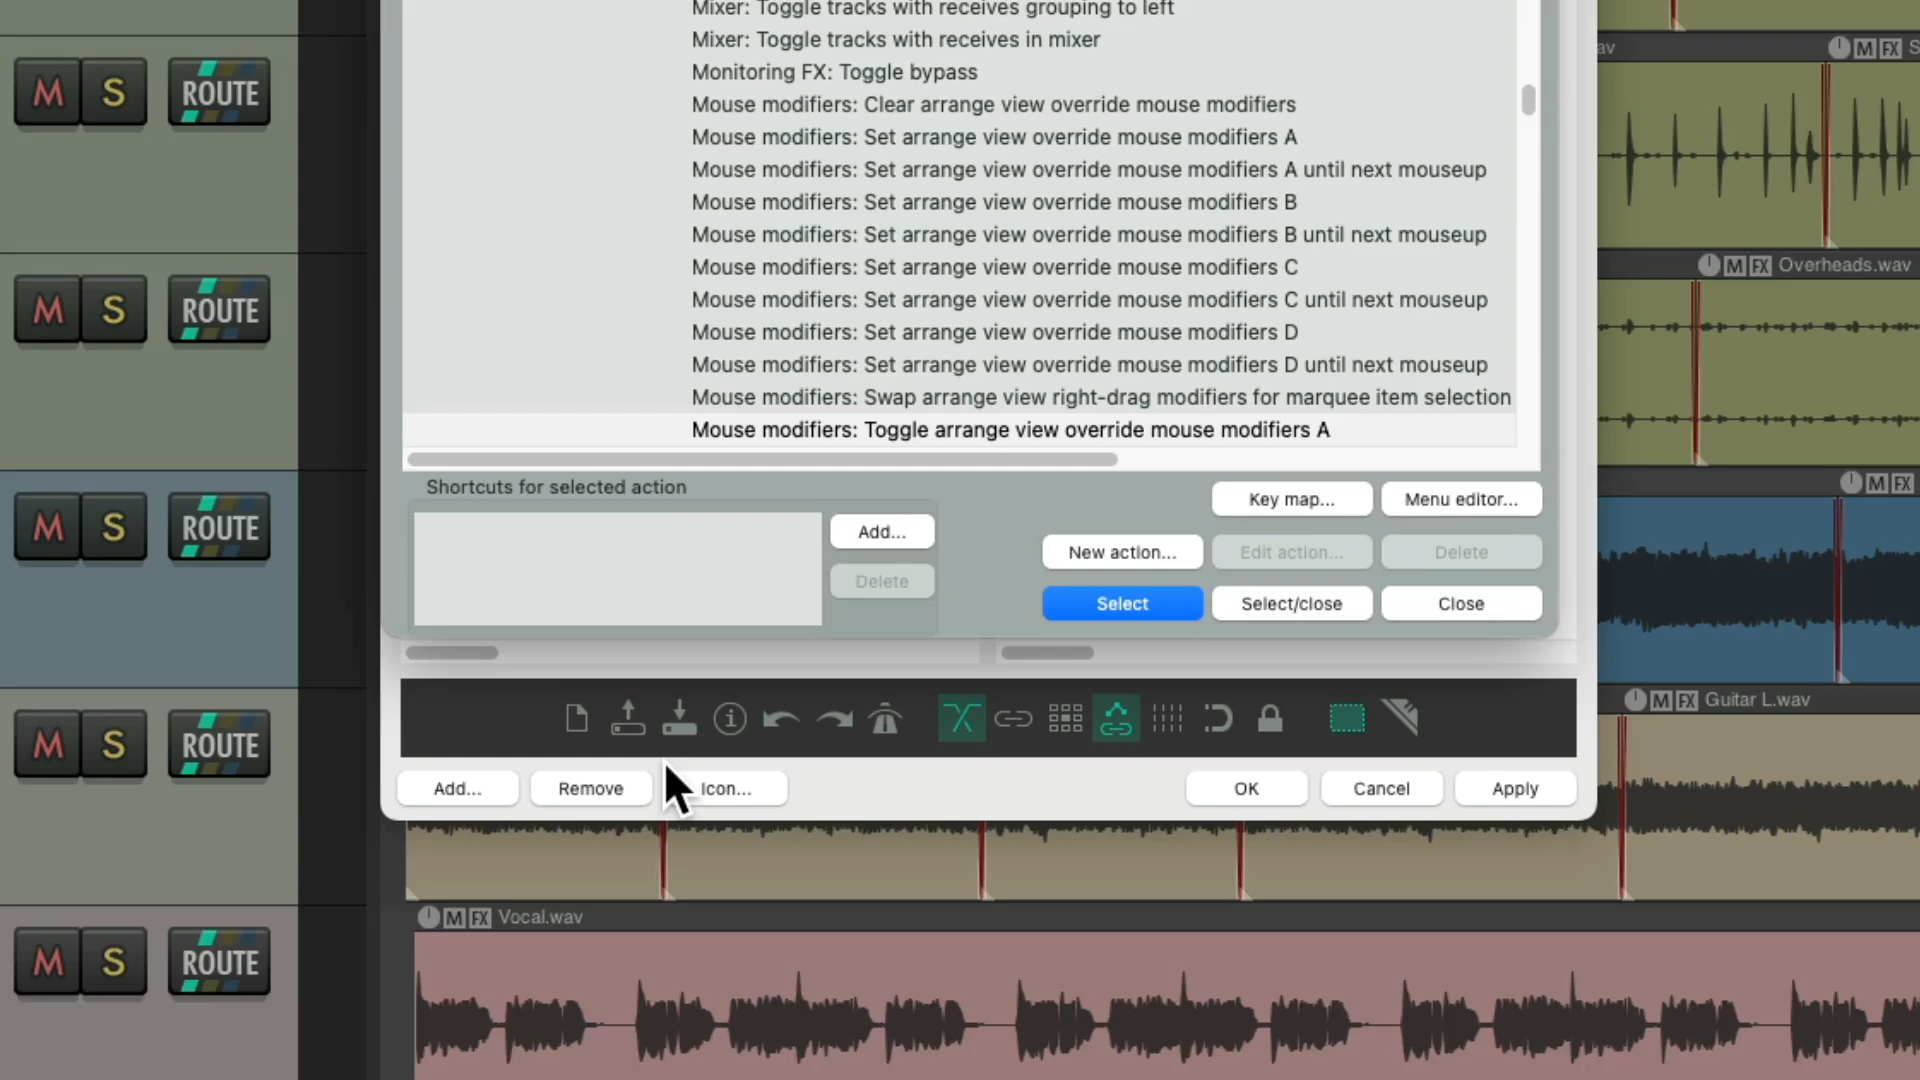 Mixer: Toggle tracks with receives grouping to left
Mixer: Toggle tracks with receives in mixer
Monitoring FX: Toggle bypass
Mouse modifiers: Clear arrange view override mouse modifiers
Mouse modifiers: Set arrange view override mouse modifiers A
Mouse modifiers: Set arrange view override mouse modifiers A until next mouseup
Mouse modifiers: Set arrange view override mouse modifiers B
Mouse modifiers: Set arrange view override mouse modifiers B until next mouseup
Mouse modifiers: Set arrange view override mouse modifiers C
Mouse modifiers: Set arrange view override mouse modifiers C until next mouseup
Mouse modifiers: Set arrange view override mouse modifiers D
Mouse modifiers: Set arrange view override mouse modifiers D until next mouseup
Mouse modifiers: Swap arrange view right-drag modifiers for marquee item selection
Mouse modifiers: Toggle arrange view override mouse modifiers A
Shortcuts for selected action
Add...
Delete
Key map... Menu editor...
New action... Edit action... Delete
Select Select/close Close
Add... Remove Icon... OK Cancel Apply
M S ROUTE
M S ROUTE
M S ROUTE
M S ROUTE
M S ROUTE
av M FX S
M FX Overheads.wav
M FX
M FX Guitar L.wav
M FX Vocal.wav